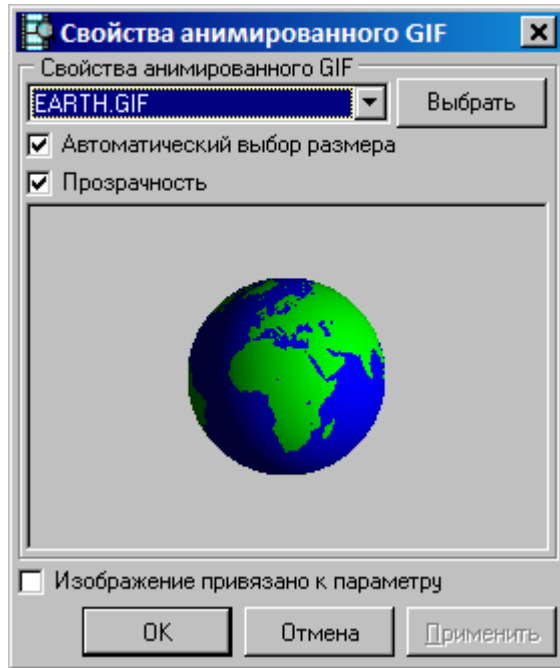 Свойства анимированного GIF
Свойства анимированного GIF
EARTH.GIF
Выбрать
Автоматический выбор размера
Прозрачность
Изображение привязано к параметру
OK
Отмена
Применить